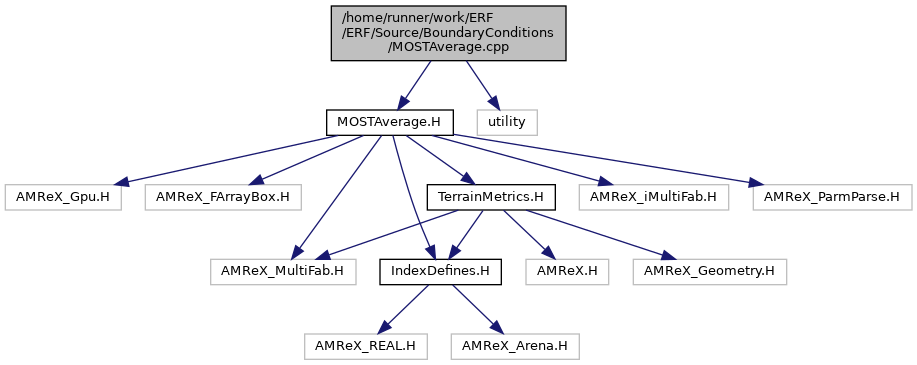 /home/runner/work/ERF
/ERF/Source/BoundaryConditions
/MOSTAverage.cpp
MOSTAverage.H
utility
AMReX_Gpu.H
AMReX_FArrayBox.H
TerrainMetrics.H
AMReX_iMultiFab.H
AMReX_ParmParse.H
AMReX_MultiFab.H
IndexDefines.H
AMReX.H
AMReX_Geometry.H
AMReX_REAL.H
AMReX_Arena.H